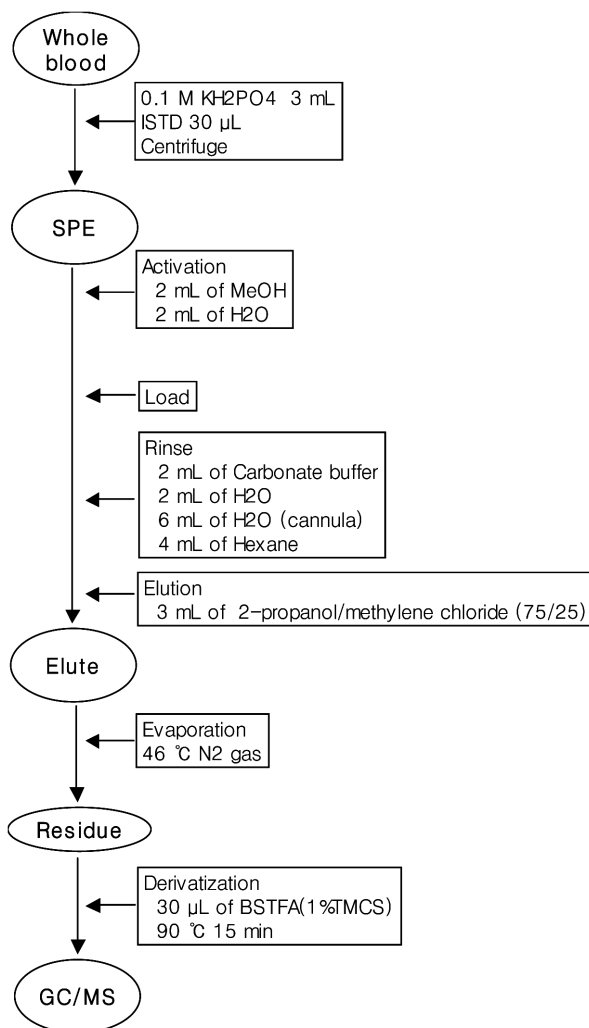 Whole
blood
0.1 M KH2PO4 3 mL
ISTD 30 µL
Centrifuge
SPE
Activation
2 mL of MeOH
2 mL of H2O
Load
Rinse
2 mL of Carbonate buffer
2 mL of H2O
6 mL of H2O (cannula)
4 mL of Hexane
Elution
3 mL of 2-propanol/methylene chloride (75/25)
Elute
Evaporation
46 ℃ N2 gas
Residue
Derivatization
30 µL of BSTFA(1%TMCS)
90 ℃ 15 min
GC/MS